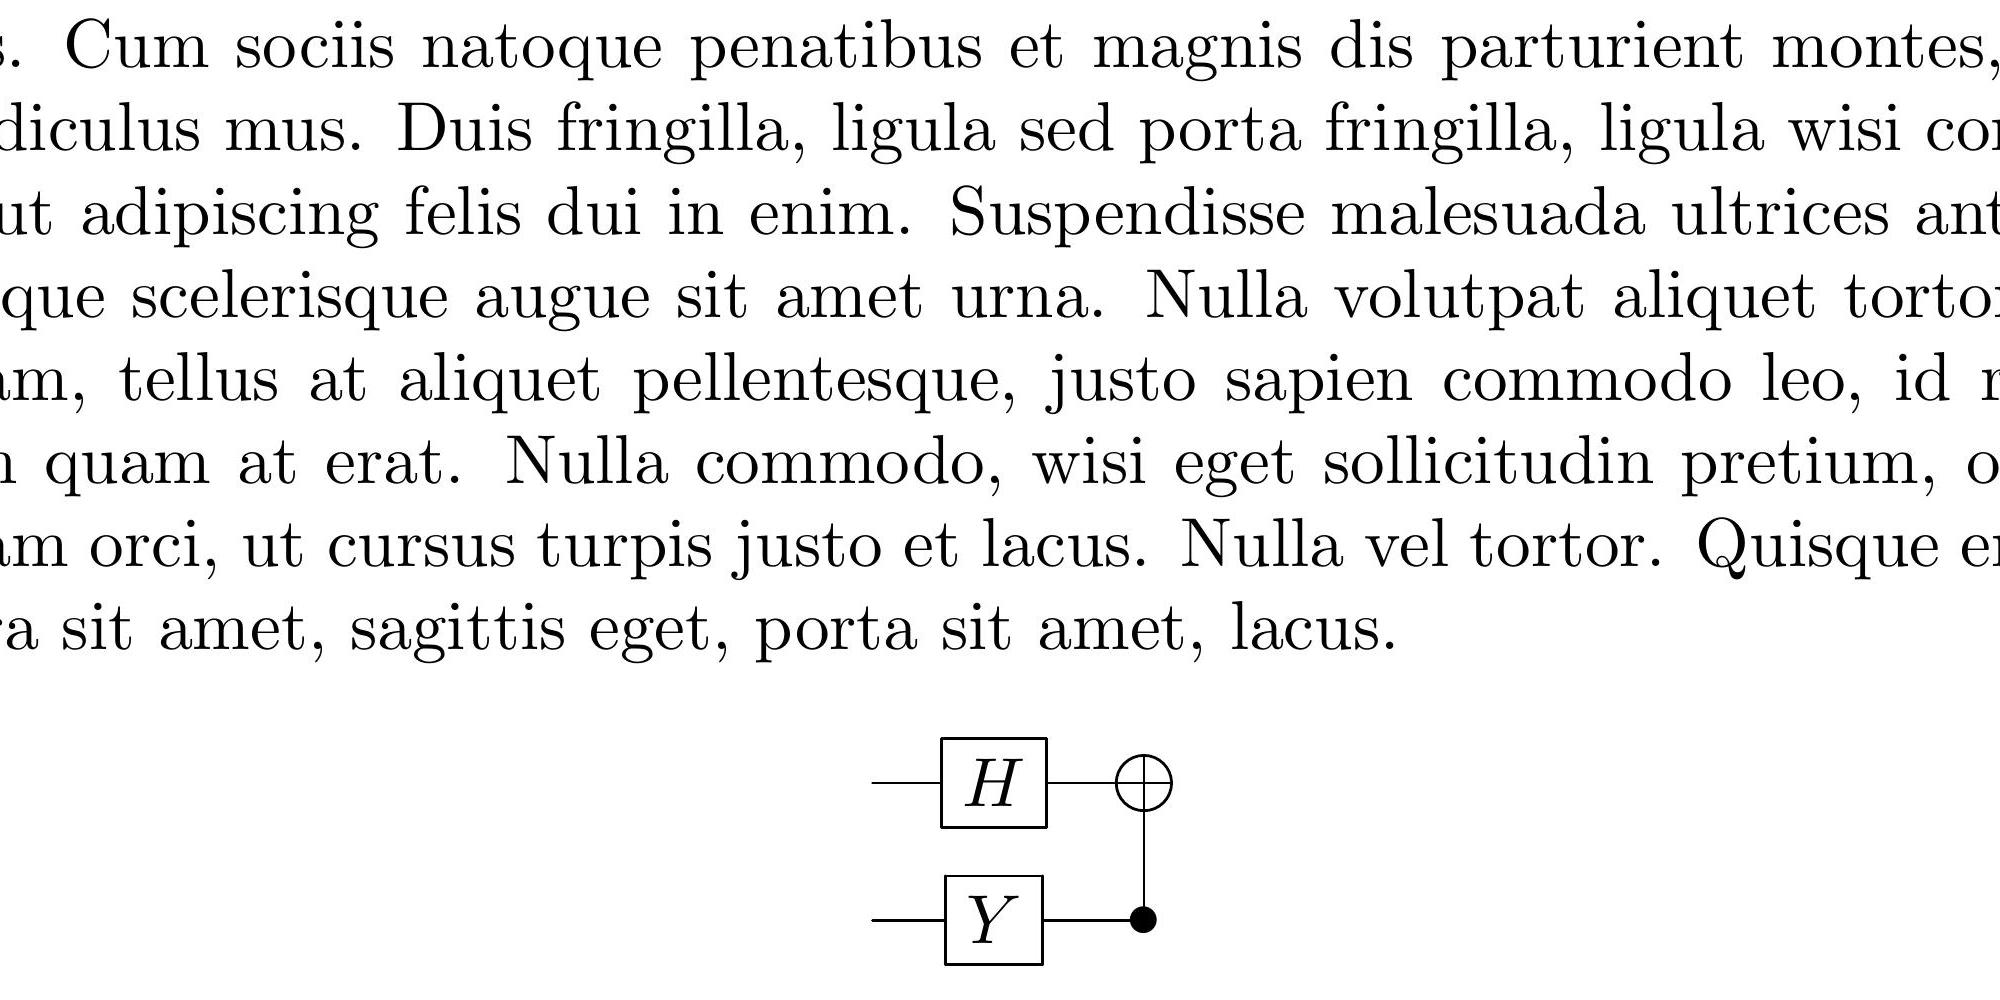 s. Cum sociis natoque penatibus et magnis dis parturient montes,
diculus mus. Duis fringilla, ligula sed porta fringilla, ligula wisi con
ut adipiscing felis dui in enim. Suspendisse malesuada ultrices ant
que scelerisque augue sit amet urna. Nulla volutpat aliquet tortor
am, tellus at aliquet pellentesque, justo sapien commodo leo, id r
quam at erat. Nulla commodo, wisi eget sollicitudin pretium, o
am orci, ut cursus turpis justo et lacus. Nulla vel tortor. Quisque er
a sit amet, sagittis eget, porta sit amet, lacus.
H
Y